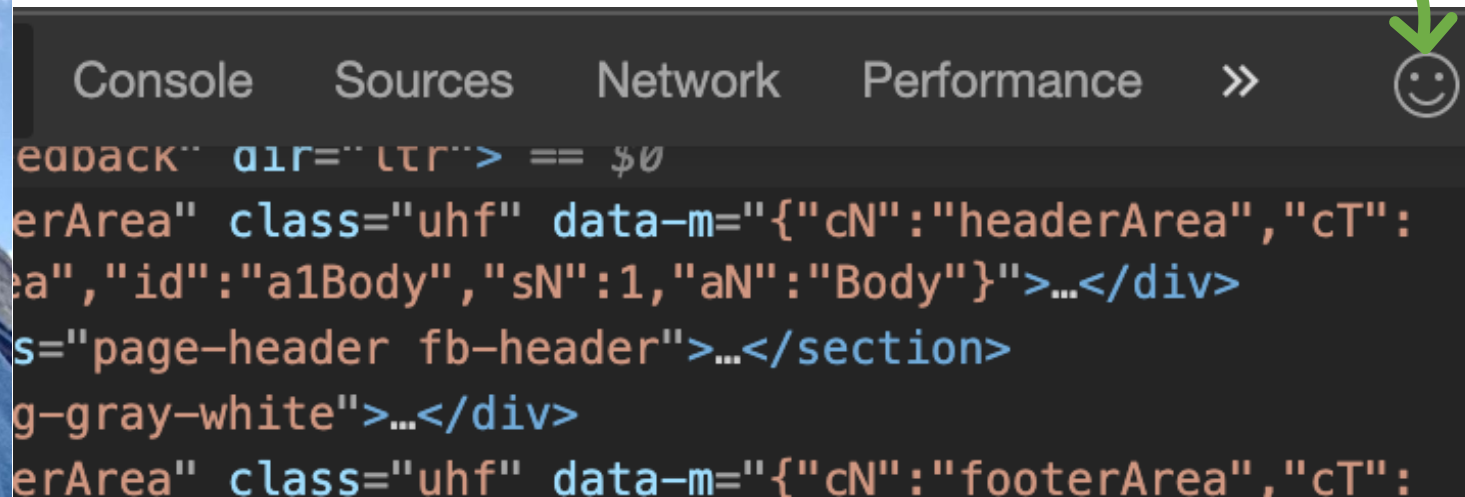 Console Sources Network Performance »
edback" dir="ltr"> == $0
erArea" class="uhf" data-m="{"cN":"headerArea","cT":
ea","id":"a1Body","sN":1,"aN":"Body"}">…</div>
s="page-header fb-header">…</section>
g-gray-white">…</div>
erArea" class="uhf" data-m="{"cN":"footerArea","cT":